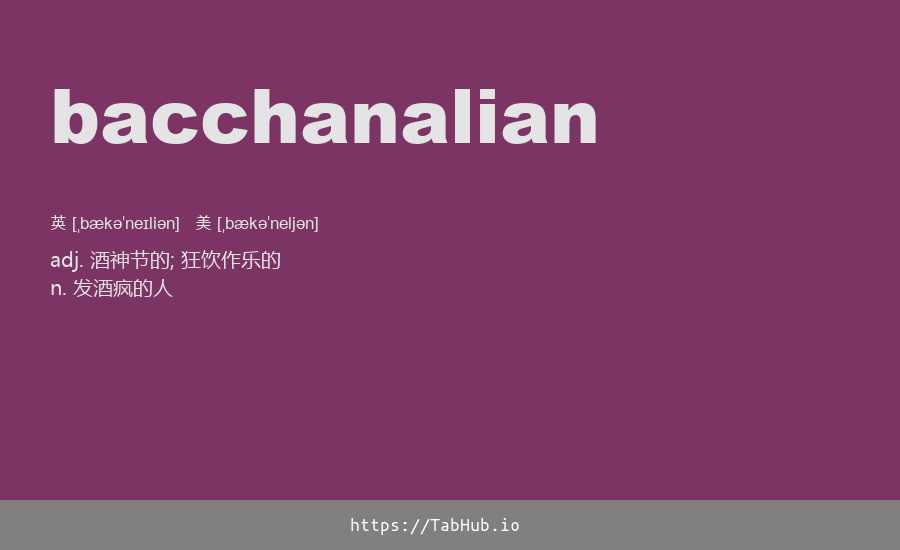 bacchanalian
英 [ˌbækəˈneɪliən] 美 [ˌbækəˈneljən]
adj. 酒神节的; 狂饮作乐的
n. 发酒疯的人
https://TabHub.io